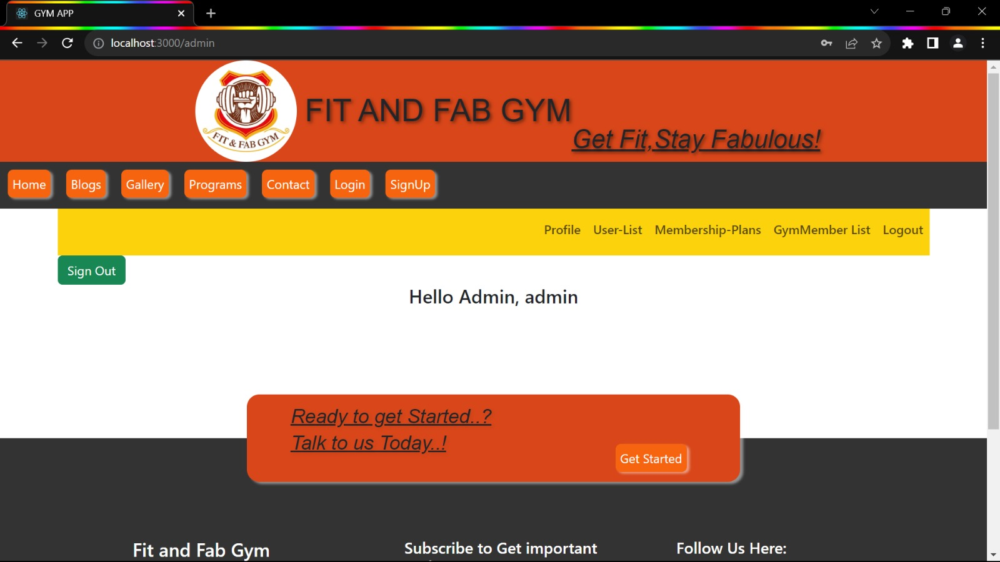 GYM APP
localhost:3000/admin
FIT & FAB GYM
FIT AND FAB GYM
Get Fit,Stay Fabulous!
Home Blogs Gallery Programs Contact Login SignUp
Profile User-List Membership-Plans GymMember List Logout
Sign Out
Hello Admin, admin
Ready to get Started..?
Talk to us Today..!
Get Started
Fit and Fab Gym Subscribe to Get important Follow Us Here: